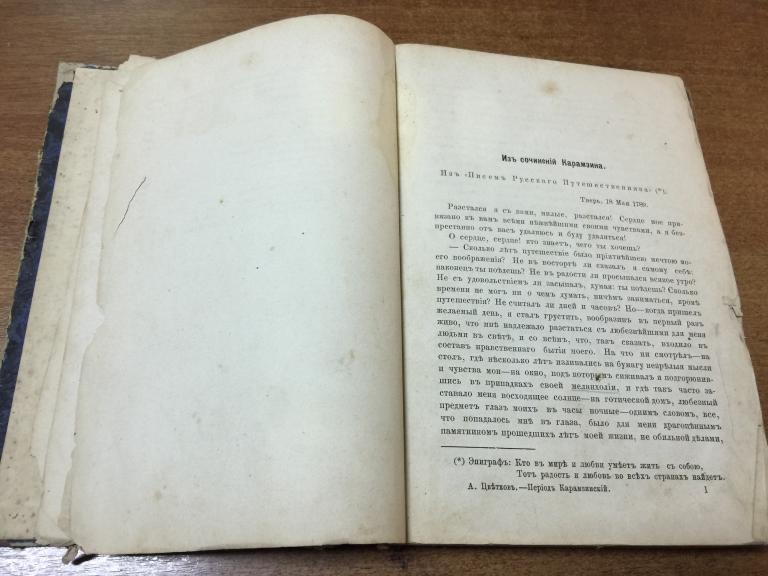 Изъ сочиненій Карамзина.
Изъ «Писемъ Русскаго Путешественника» (*).
Тверь, 18 Мая 1789.
Разстался я съ вами, милые, разстался! Сердце мое при-
вязано къ вамъ всѣми нѣжнѣйшими своими чувствами, а я без-
престанно отъ васъ удаляюсь и буду удаляться!
О сердце, сердце! кто знаетъ, чего ты хочешь?
— Сколько лѣтъ путешествіе было пріятнѣйшею мечтою мо-
его воображенія? Не въ восторгѣ ли сказалъ я самому себѣ:
наконецъ ты поѣдешь? Не въ радости ли просыпался всякое утро?
Не съ удовольствіемъ ли засыпалъ, думая: ты поѣдешь? Сколько
времени не могъ ни о чемъ думать, ничѣмъ заниматься, кромѣ
путешествія? Не считалъ ли дней и часовъ? Но—когда пришелъ
желаемый день, я сталъ грустить, вообразивъ въ первый разъ
живо, что мнѣ надлежало разстаться съ любезнѣйшими для меня
людьми въ свѣтѣ, и со всѣмъ, что, такъ сказать, входило въ
составъ нравственнаго бытія моего. На что ни смотрѣлъ—на
столъ, гдѣ нѣсколько лѣтъ изливались на бумагу незрѣлыя мысли
и чувства мои—на окно, подъ которымъ сиживалъ я подгорюнив-
шись въ припадкахъ своей меланхоліи, и гдѣ такъ часто за-
ставало меня восходящее солнце—на готическій домъ, любезный
предметъ глазъ моихъ въ часы ночные—однимъ словомъ, все,
что попадалось мнѣ въ глаза, было для меня драгоцѣннымъ
памятникомъ прошедшихъ лѣтъ моей жизни, не обильной дѣлами,
(*) Эпиграфъ: Кто въ мирѣ и любви умѣетъ жить съ собою,
Тотъ радость и любовь во всѣхъ странахъ найдетъ.
А. Цвѣтковъ.—Періодъ Карамзинскій. 1